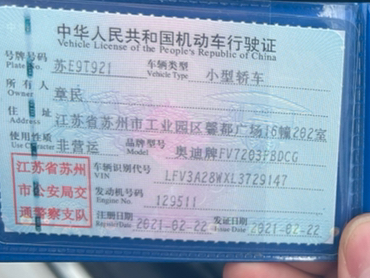 中华人民共和国机动车行驶证
Vehicle License of the People's Republic of China
号牌号码 苏E9T921 车辆类型 小型轿车
Plate No. Vehicle Type
所有人 章民
Owner
住址 江苏省苏州市工业园区馨都广场16幢202室
Address
使用性质 非营运 品牌型号 奥迪牌FV7203FBDCG
Use Character Model
江苏省苏州
市公安局交
通警察支队
车辆识别代号 LFV3A28WXL3729147
VIN
发动机号码 129511
Engine No.
注册日期 2021-02-22 发证日期 2021-02-22
Register Date Issue Date